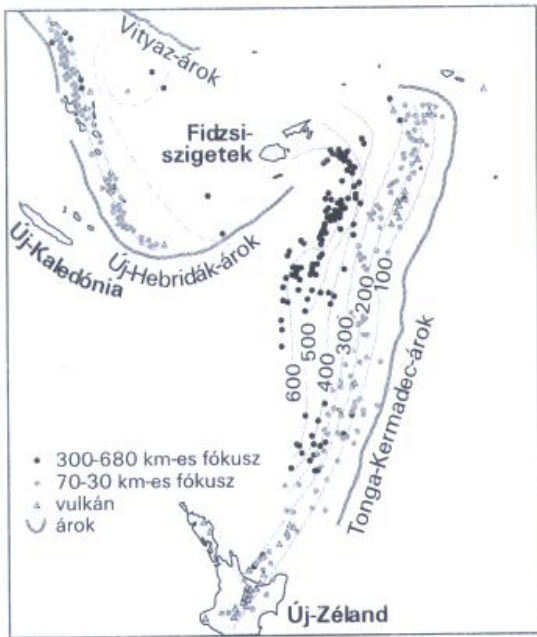 Vityaz-árok
Fidzsi-
szigetek
Új-Kaledónia
Új-Hebridák-árok
100
200
300
400
500
600
Tonga-Kermadec-árok
300-680 km-es fókusz
70-30 km-es fókusz
vulkán
árok
Új-Zéland